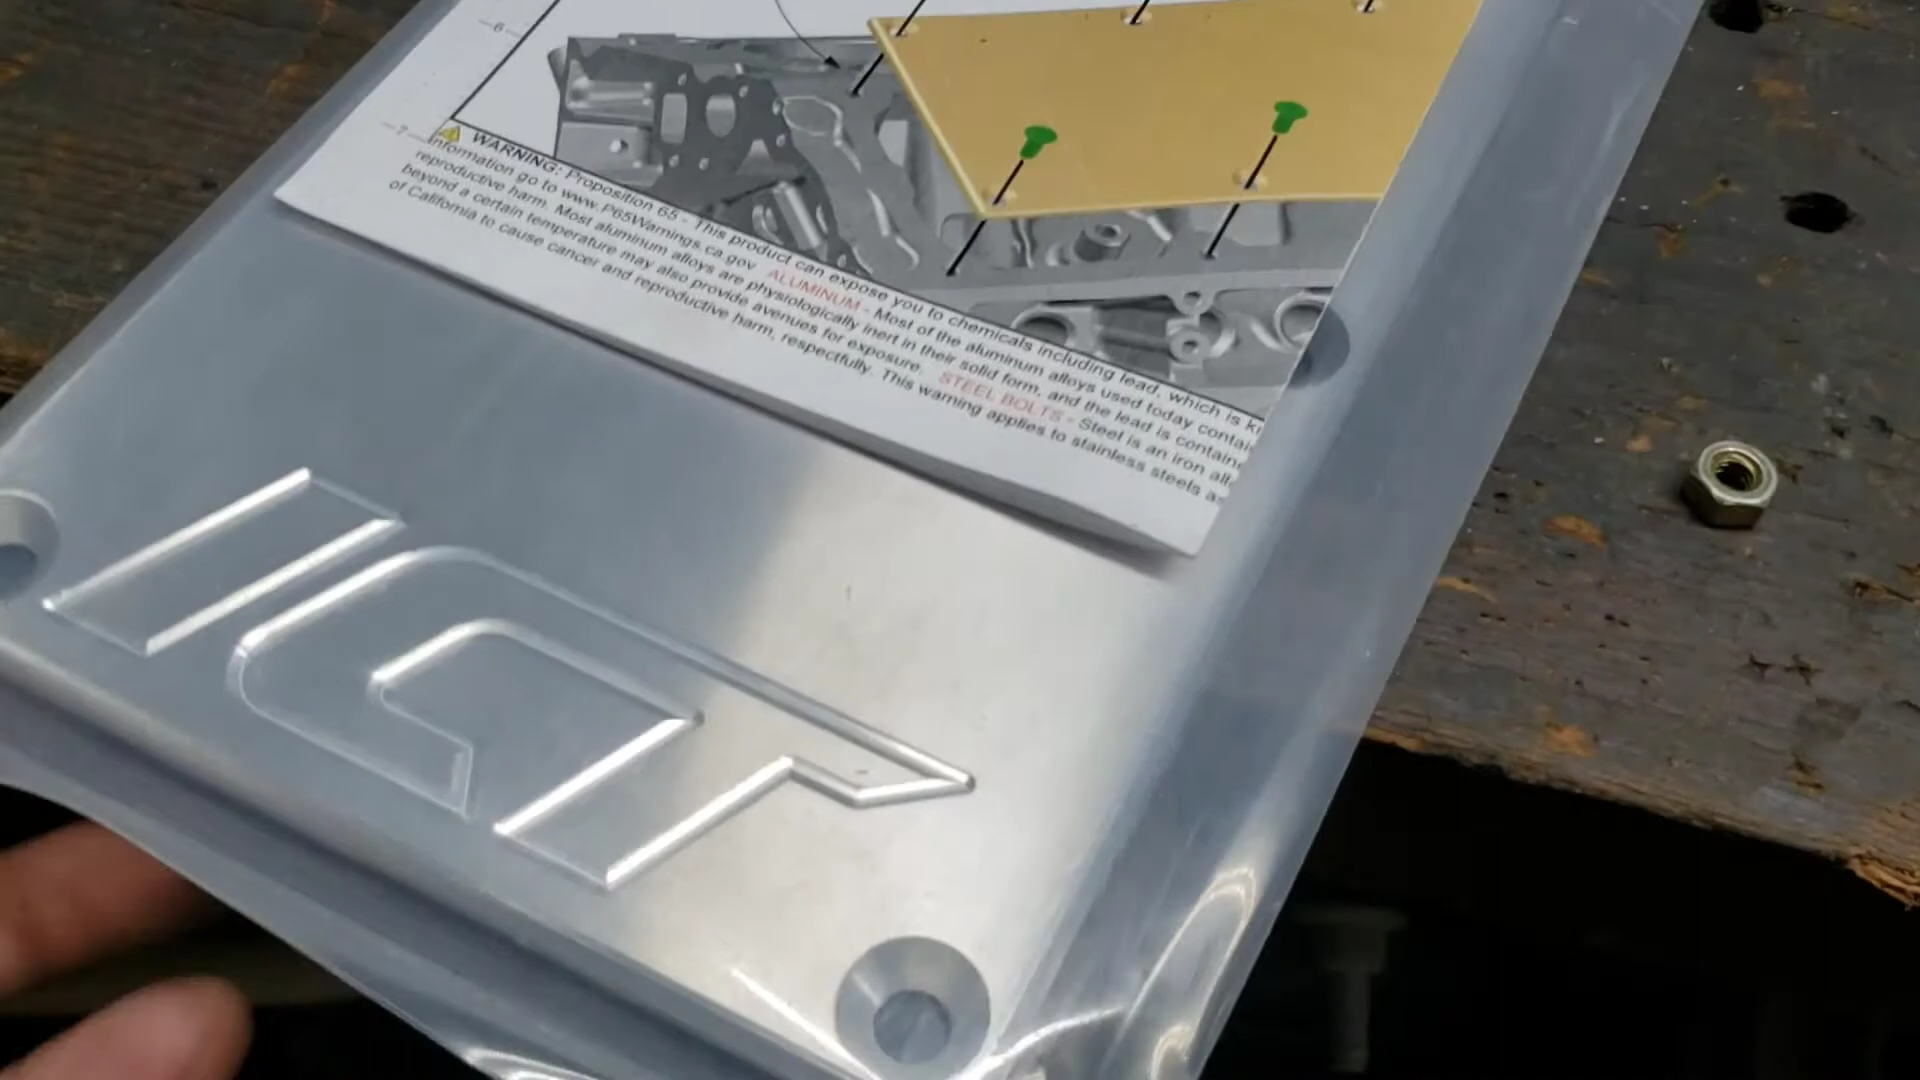 6
7
WARNING: Proposition 65 - This product can expose you to chemicals including lead, which is
Information go to www.P65Warnings.ca.gov ALUMINUM - Most of the aluminum alloys used today contai
reproductive harm. Most aluminum alloys are physiologically inert in their solid form, and the lead is containe
beyond a certain temperature may also provide avenues for exposure. STEEL BOLTS - Steel is an iron all
of California to cause cancer and reproductive harm, respectfully. This warning applies to stainless steels a
ICT